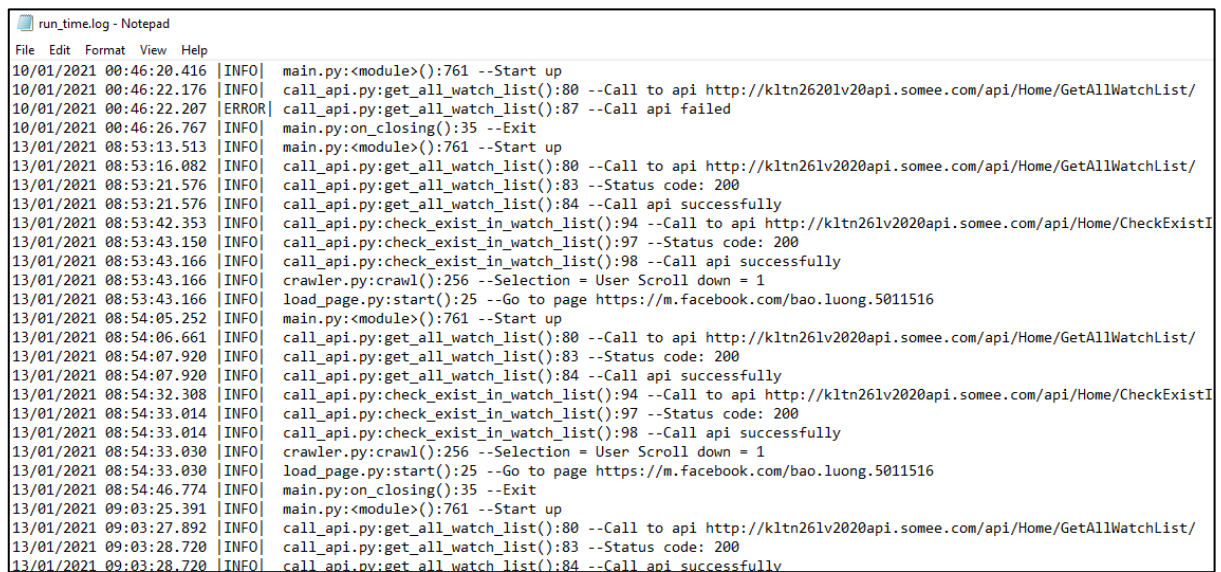 run_time.log - Notepad
File Edit Format View Help
10/01/2021 00:46:20.416 |INFO| main.py:<module>():761 --Start up
10/01/2021 00:46:22.176 |INFO| call_api.py:get_all_watch_list():80 --Call to api http://kltn2620lv20api.somee.com/api/Home/GetAllWatchList/
10/01/2021 00:46:22.207 |ERROR| call_api.py:get_all_watch_list():87 --Call api failed
10/01/2021 00:46:26.767 |INFO| main.py:on_closing():35 --Exit
13/01/2021 08:53:13.513 |INFO| main.py:<module>():761 --Start up
13/01/2021 08:53:16.082 |INFO| call_api.py:get_all_watch_list():80 --Call to api http://kltn26lv2020api.somee.com/api/Home/GetAllWatchList/
13/01/2021 08:53:21.576 |INFO| call_api.py:get_all_watch_list():83 --Status code: 200
13/01/2021 08:53:21.576 |INFO| call_api.py:get_all_watch_list():84 --Call api successfully
13/01/2021 08:53:42.353 |INFO| call_api.py:check_exist_in_watch_list():94 --Call to api http://kltn26lv2020api.somee.com/api/Home/CheckExistI
13/01/2021 08:53:43.150 |INFO| call_api.py:check_exist_in_watch_list():97 --Status code: 200
13/01/2021 08:53:43.166 |INFO| call_api.py:check_exist_in_watch_list():98 --Call api successfully
13/01/2021 08:53:43.166 |INFO| crawler.py:crawl():256 --Selection = User Scroll down = 1
13/01/2021 08:53:43.166 |INFO| load_page.py:start():25 --Go to page https://m.facebook.com/bao.luong.5011516
13/01/2021 08:54:05.252 |INFO| main.py:<module>():761 --Start up
13/01/2021 08:54:06.661 |INFO| call_api.py:get_all_watch_list():80 --Call to api http://kltn26lv2020api.somee.com/api/Home/GetAllWatchList/
13/01/2021 08:54:07.920 |INFO| call_api.py:get_all_watch_list():83 --Status code: 200
13/01/2021 08:54:07.920 |INFO| call_api.py:get_all_watch_list():84 --Call api successfully
13/01/2021 08:54:32.308 |INFO| call_api.py:check_exist_in_watch_list():94 --Call to api http://kltn26lv2020api.somee.com/api/Home/CheckExistI
13/01/2021 08:54:33.014 |INFO| call_api.py:check_exist_in_watch_list():97 --Status code: 200
13/01/2021 08:54:33.014 |INFO| call_api.py:check_exist_in_watch_list():98 --Call api successfully
13/01/2021 08:54:33.030 |INFO| crawler.py:crawl():256 --Selection = User Scroll down = 1
13/01/2021 08:54:33.030 |INFO| load_page.py:start():25 --Go to page https://m.facebook.com/bao.luong.5011516
13/01/2021 08:54:46.774 |INFO| main.py:on_closing():35 --Exit
13/01/2021 09:03:25.391 |INFO| main.py:<module>():761 --Start up
13/01/2021 09:03:27.892 |INFO| call_api.py:get_all_watch_list():80 --Call to api http://kltn26lv2020api.somee.com/api/Home/GetAllWatchList/
13/01/2021 09:03:28.720 |INFO| call_api.py:get_all_watch_list():83 --Status code: 200
13/01/2021 09:03:28.720 |INFO| call_api.py:get_all_watch_list():84 --Call api successfully